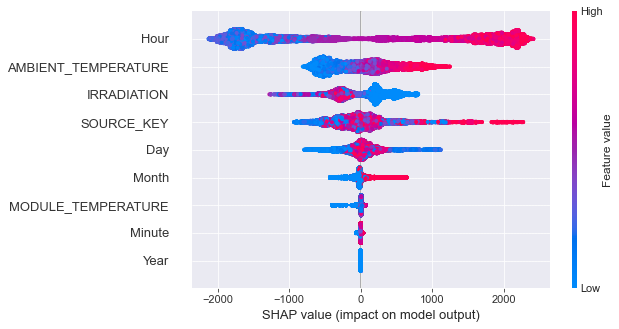 High
Hour
AMBIENT_TEMPERATURE
IRRADIATION
SOURCE_KEY
Day
Month
MODULE_TEMPERATURE
Minute
Year
Feature value
Low
−2000 −1000 0 1000 2000
SHAP value (impact on model output)